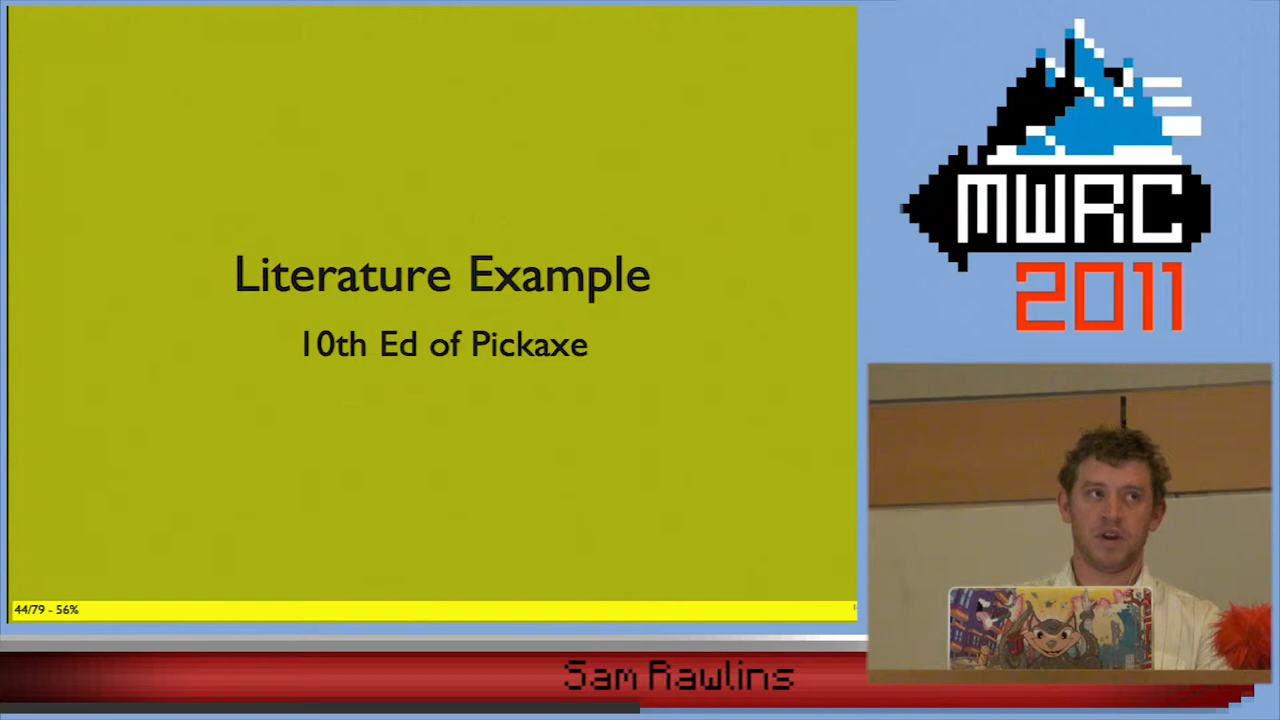 Literature Example
10th Ed of Pickaxe
44/79 - 56%
MWRC
2011
Sam Rawlins